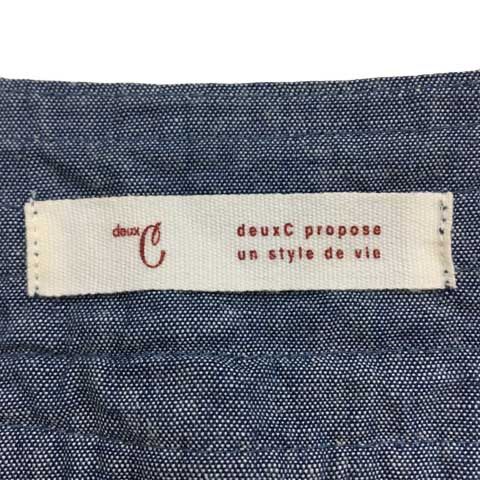 deux C
deuxC propose
un style de vie